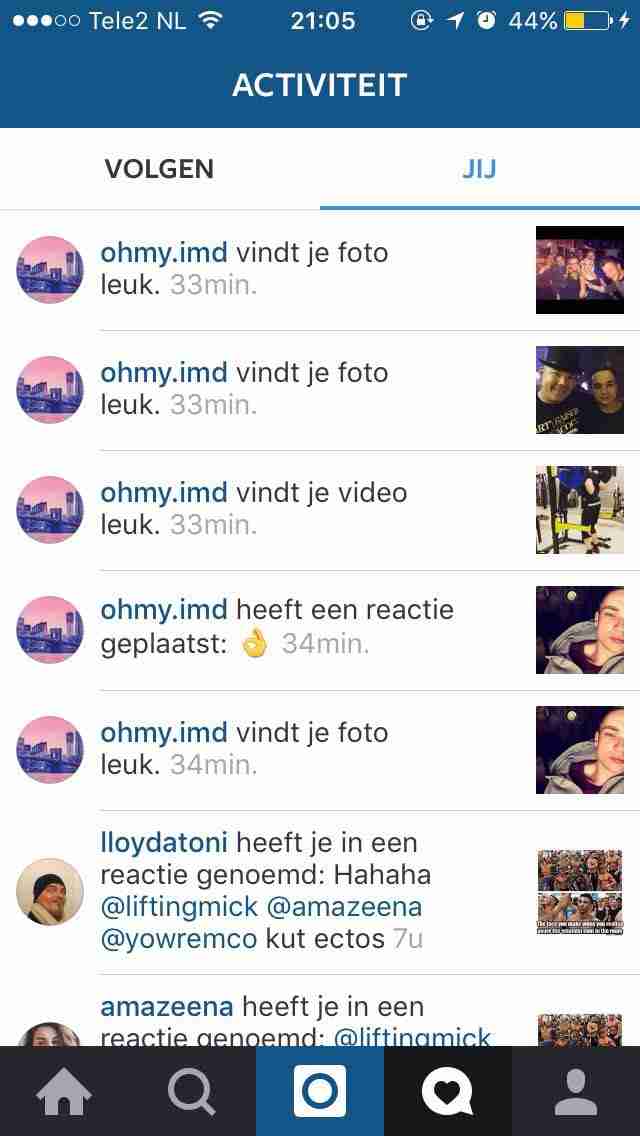 Tele2 NL 21:05 44%
ACTIVITEIT
VOLGEN JIJ
ohmy.imd vindt je foto
leuk. 33min.
ohmy.imd vindt je foto
leuk. 33min.
ohmy.imd vindt je video
leuk. 33min.
ohmy.imd heeft een reactie
geplaatst: 👌 34min.
ohmy.imd vindt je foto
leuk. 34min.
lloydatoni heeft je in een
reactie genoemd: Hahaha
@liftingmick @amazeena
@yowremco kut ectos 7u
amazeena heeft je in een
reactie genoemd: @liftingmick